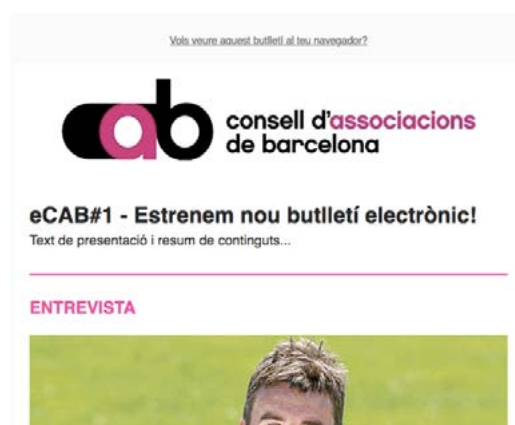 Vols veure aquest butlletí al teu navegador?
cab
consell d'associacions
de barcelona
eCAB#1 - Estrenem nou butlletí electrònic!
Text de presentació i resum de continguts...
ENTREVISTA